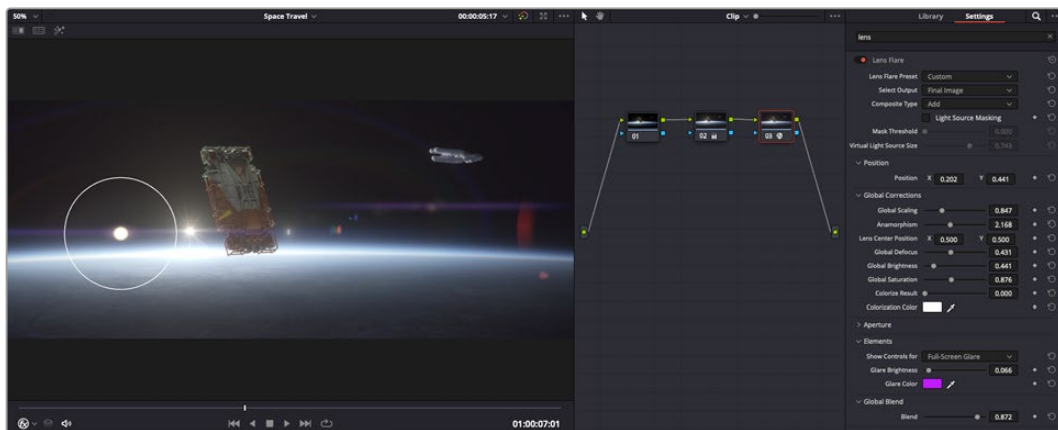 50% Space Travel 00:00:05:17 Clip Library Settings
lens
Lens Flare
Lens Flare Preset Custom
Select Output Final Image
Composite Type Add
Light Source Masking
Mask Threshold 0.000
Virtual Light Source Size 0.743
Position
Position X 0.202 Y 0.441
Global Corrections
Global Scaling 0.847
Anamorphism 2.168
Lens Center Position X 0.500 Y 0.500
Global Defocus 0.431
Global Brightness 0.441
Global Saturation 0.876
Colorize Result 0.000
Colorization Color
Aperture
Elements
Show Controls for Full-Screen Glare
Glare Brightness 0.066
Glare Color
Global Blend
Blend 0.872
01 02 03
01:00:07:01